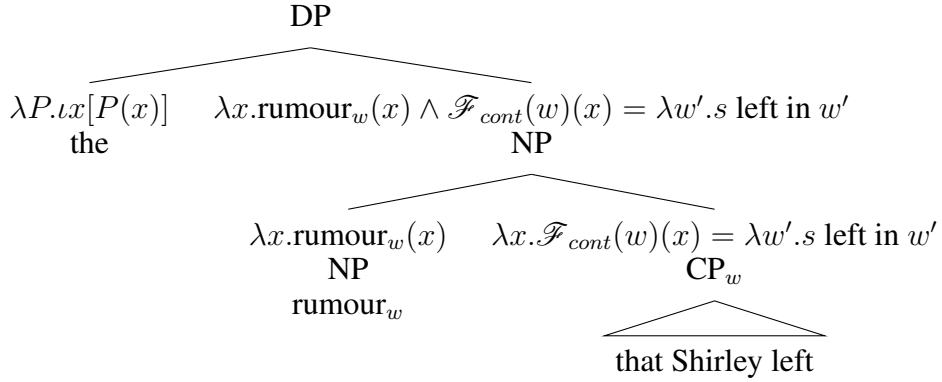 DP
λP.ιx[P(x)] λx.rumour_w(x) ∧ ℱ_cont(w)(x) = λw′.s left in w′
the NP
λx.rumour_w(x) λx.ℱ_cont(w)(x) = λw′.s left in w′
NP CP_w
rumour_w
that Shirley left